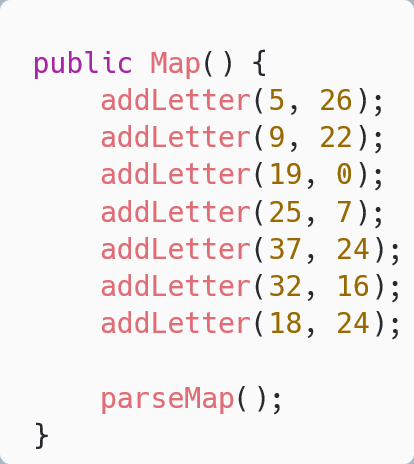 public Map() {
    addLetter(5, 26);
    addLetter(9, 22);
    addLetter(19, 0);
    addLetter(25, 7);
    addLetter(37, 24);
    addLetter(32, 16);
    addLetter(18, 24);

    parseMap();
}